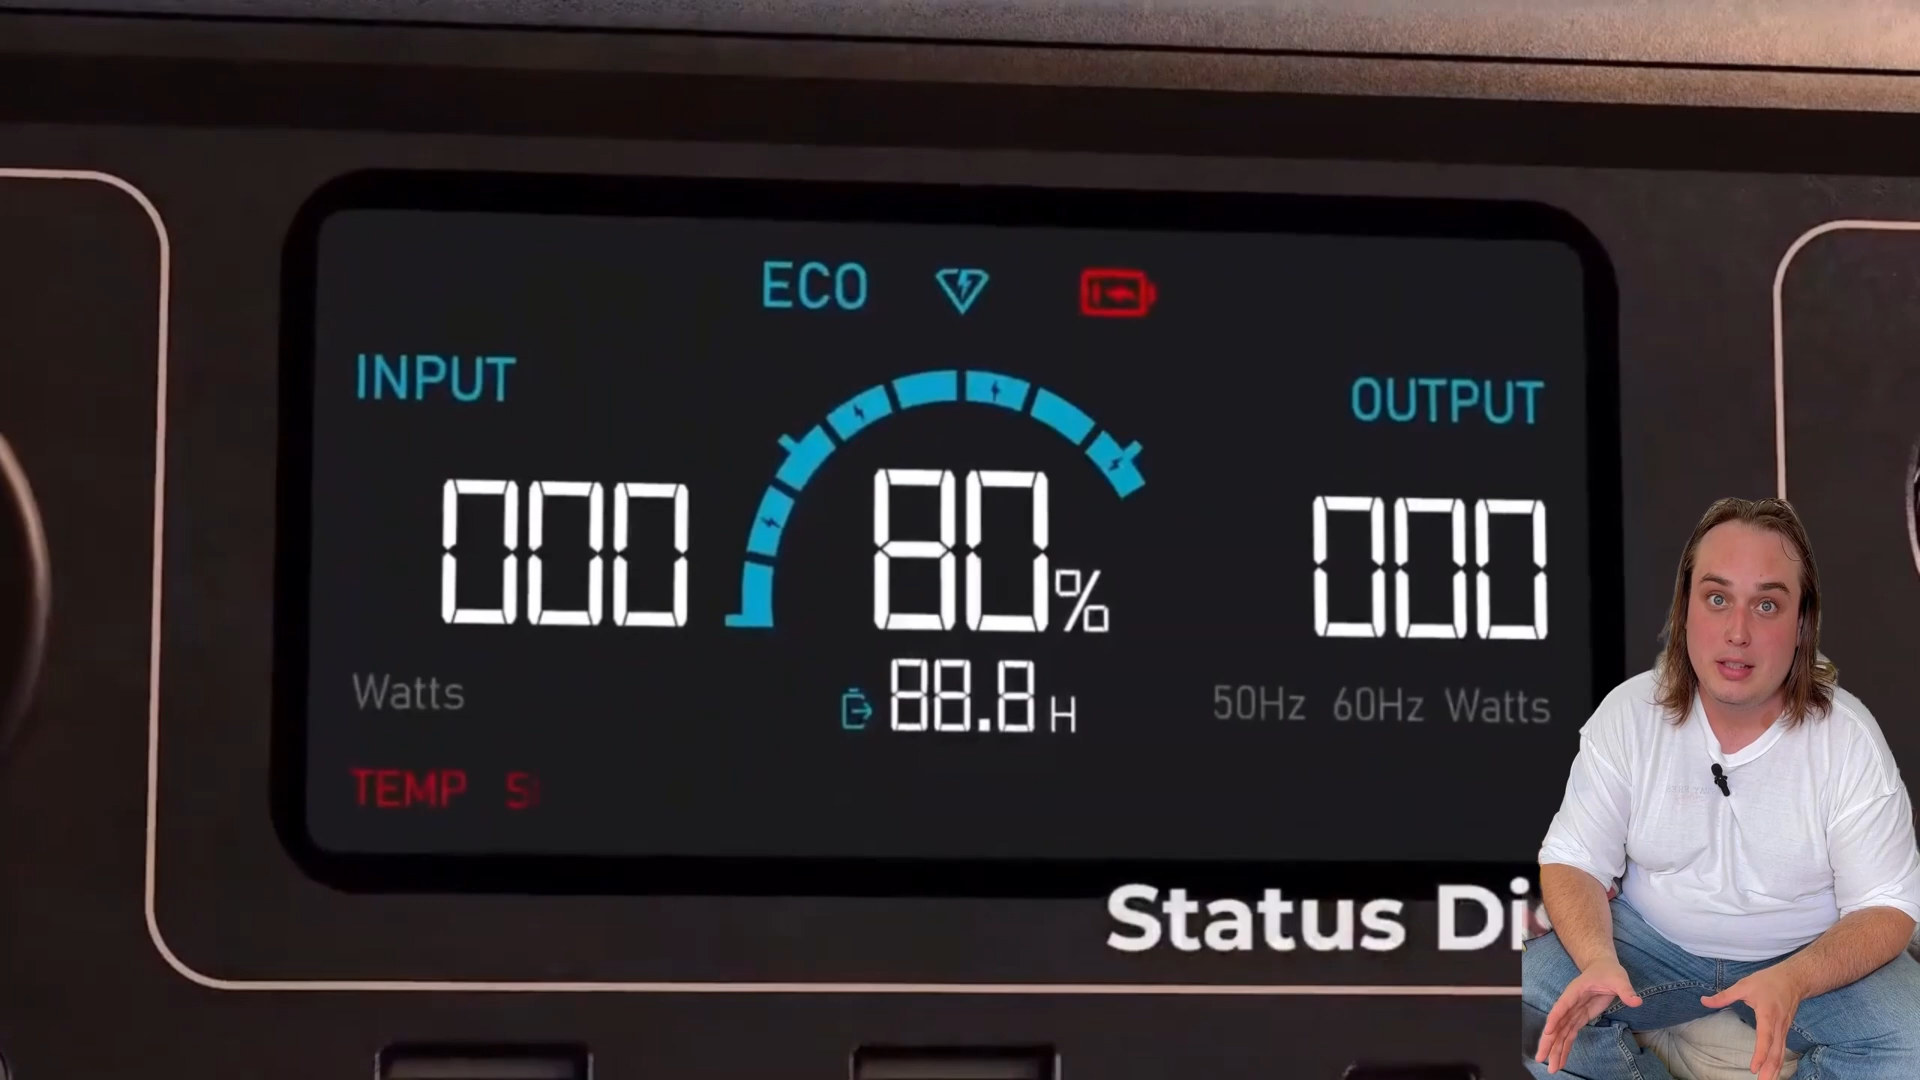 ECO
INPUT
OUTPUT
000
80%
000
Watts
88.8 H
50Hz 60Hz Watts
TEMP
Status